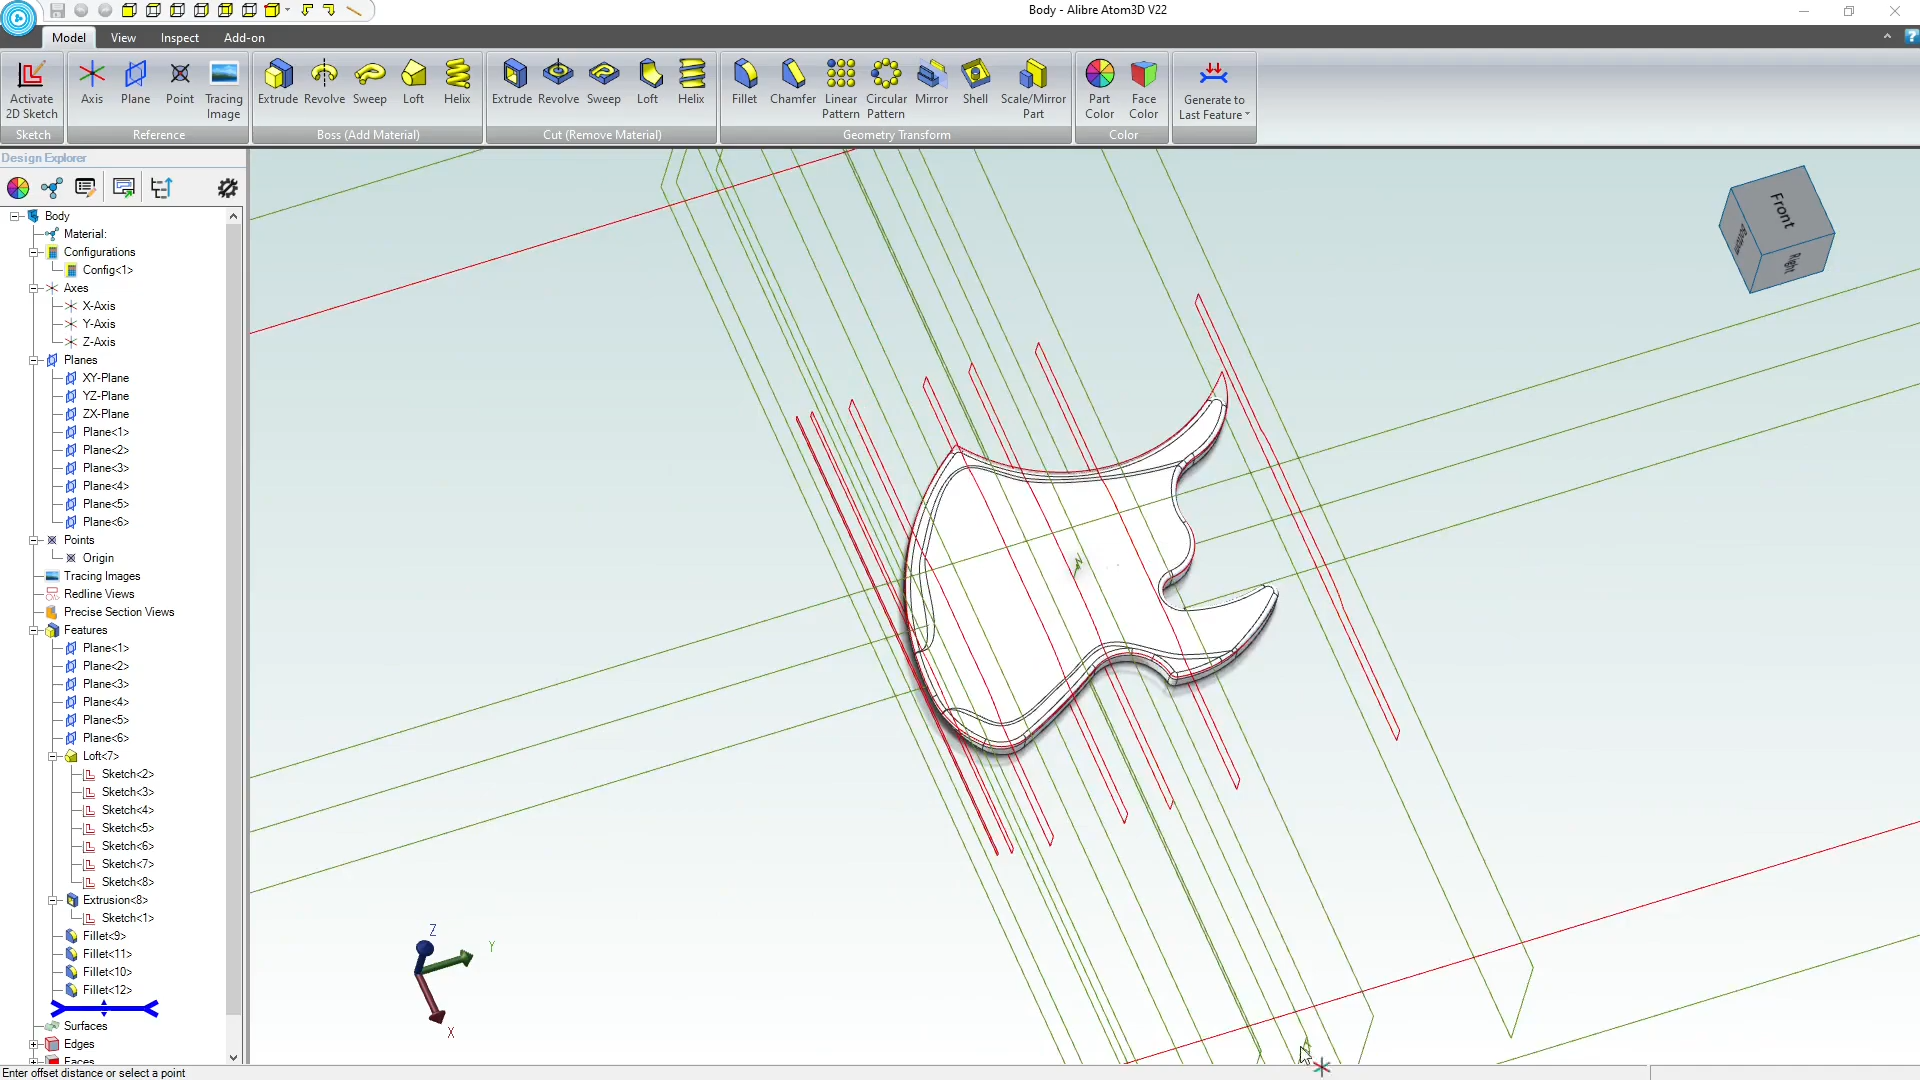 Body - Alibre Atom3D V22
Model View Inspect Add-on
Activate 2D Sketch
Axis
Plane
Point
Tracing Image
Extrude
Revolve
Sweep
Loft
Helix
Extrude
Revolve
Sweep
Loft
Helix
Fillet
Chamfer
Linear Pattern
Circular Pattern
Mirror
Shell
Scale/Mirror Part
Part Color
Face Color
Generate to Last Feature
Sketch
Reference
Boss (Add Material)
Cut (Remove Material)
Geometry Transform
Color
Design Explorer
Body
Material:
Configurations
Config<1>
Axes
X-Axis
Y-Axis
Z-Axis
Planes
XY-Plane
YZ-Plane
ZX-Plane
Plane<1>
Plane<2>
Plane<3>
Plane<4>
Plane<5>
Plane<6>
Points
Origin
Tracing Images
Redline Views
Precise Section Views
Features
Plane<1>
Plane<2>
Plane<3>
Plane<4>
Plane<5>
Plane<6>
Loft<7>
Sketch<2>
Sketch<3>
Sketch<4>
Sketch<5>
Sketch<6>
Sketch<7>
Sketch<8>
Extrusion<8>
Sketch<1>
Fillet<9>
Fillet<11>
Fillet<10>
Fillet<12>
Surfaces
Edges
Faces
Front
Right
Z
Y
X
Enter offset distance or select a point